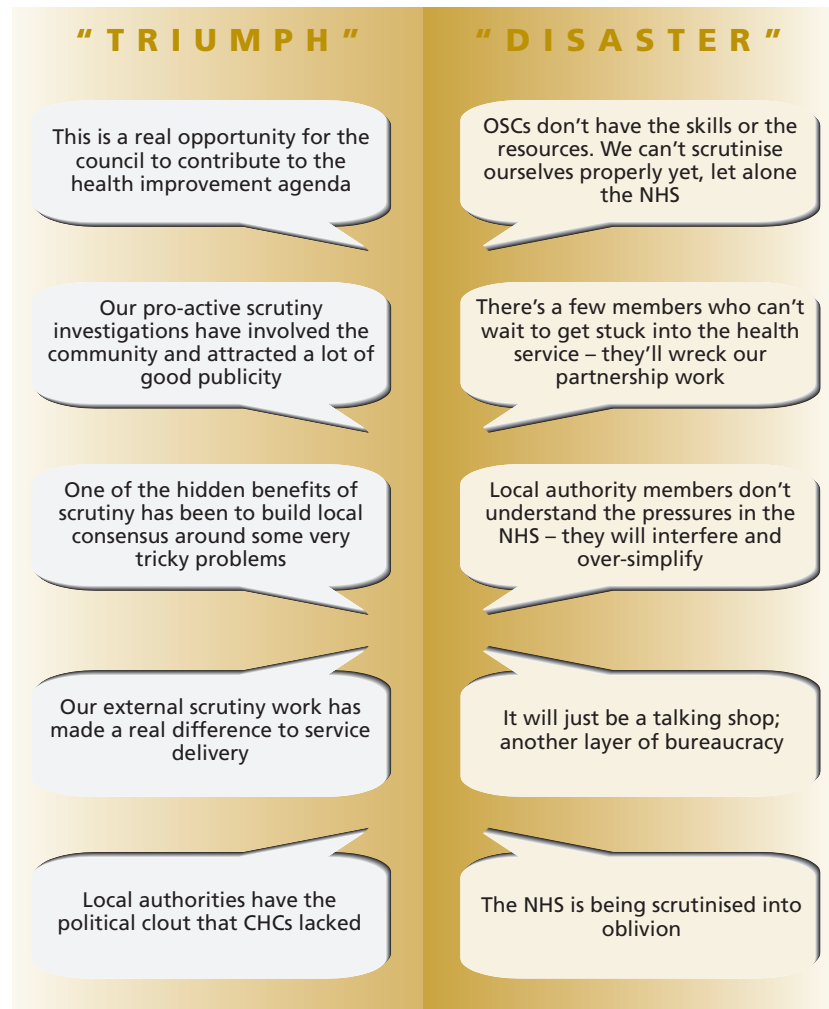 "TRIUMPH"
This is a real opportunity for the
council to contribute to the
health improvement agenda
Our pro-active scrutiny
investigations have involved the
community and attracted a lot of
good publicity
One of the hidden benefits of
scrutiny has been to build local
consensus around some very
tricky problems
Our external scrutiny work has
made a real difference to service
delivery
Local authorities have the
political clout that CHCs lacked
"DISASTER"
OSCs don't have the skills or the
resources. We can't scrutinise
ourselves properly yet, let alone
the NHS
There's a few members who can't
wait to get stuck into the health
service – they'll wreck our
partnership work
Local authority members don't
understand the pressures in the
NHS – they will interfere and
over-simplify
It will just be a talking shop;
another layer of bureaucracy
The NHS is being scrutinised into
oblivion